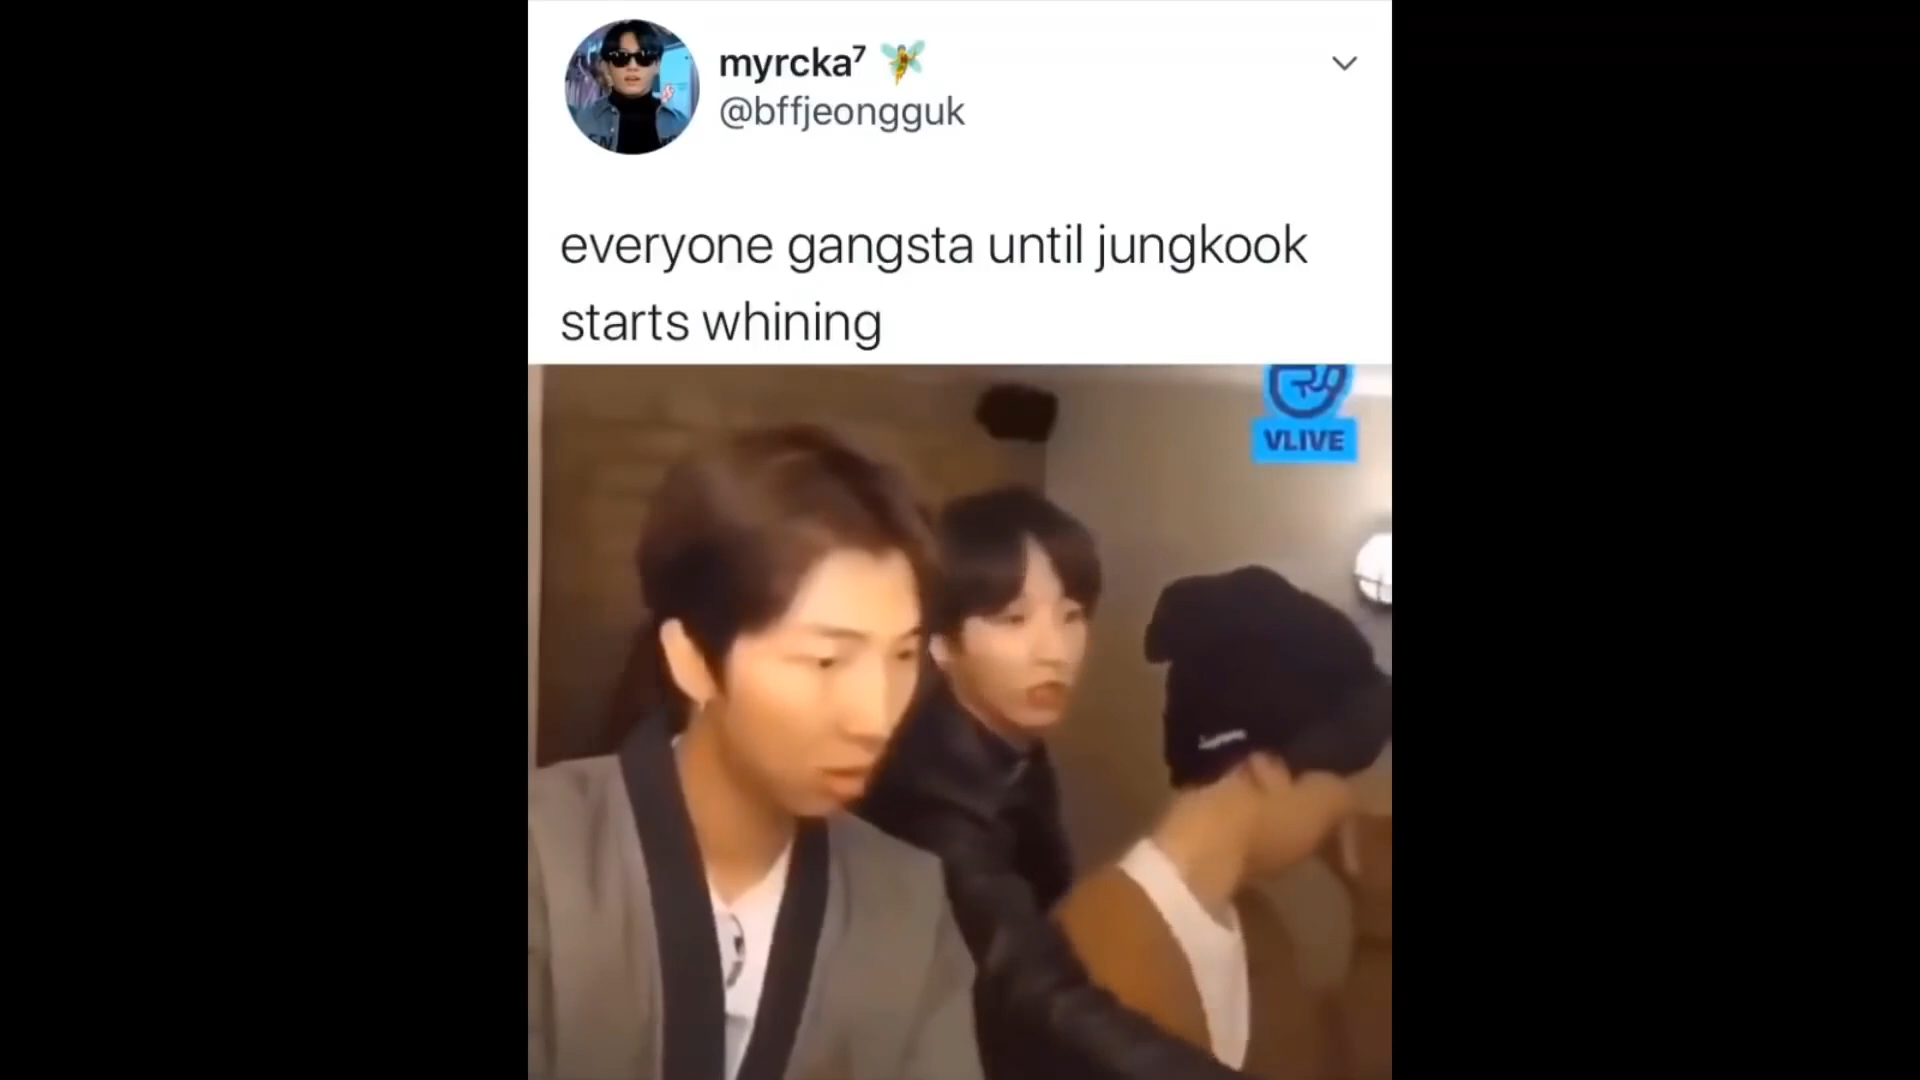 myrcka⁷
@bffjeongguk
everyone gangsta until jungkook
starts whining
VLIVE